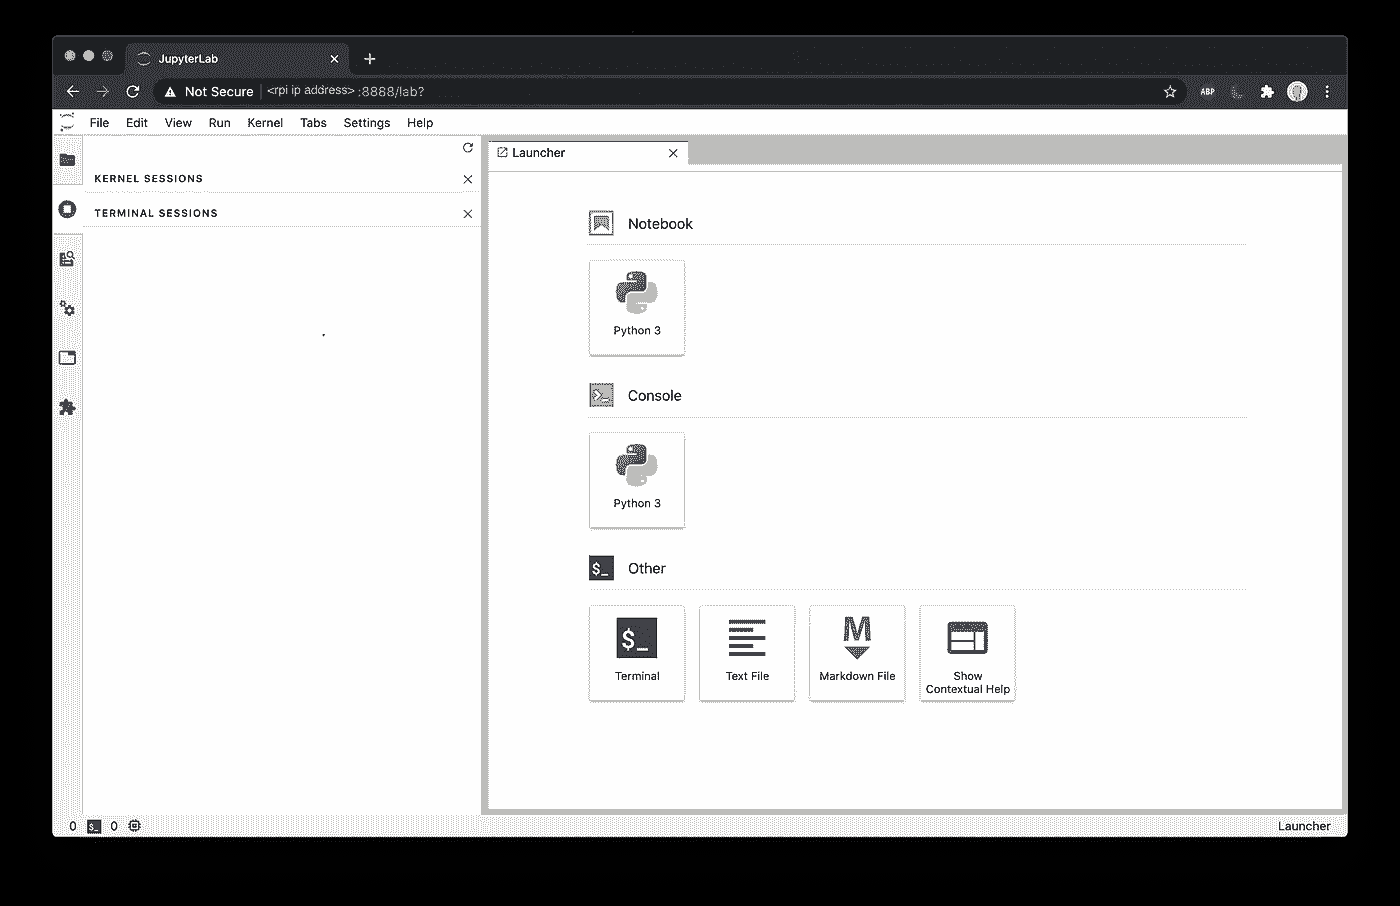 JupyterLab
Not Secure <rpi ip address> :8888/lab?
ABP
File Edit View Run Kernel Tabs Settings Help
Launcher
KERNEL SESSIONS
TERMINAL SESSIONS
Notebook
Python 3
Console
Python 3
$_ Other
$_
Terminal
Text File
M
Markdown File
Show
Contextual Help
0 $_ 0
Launcher